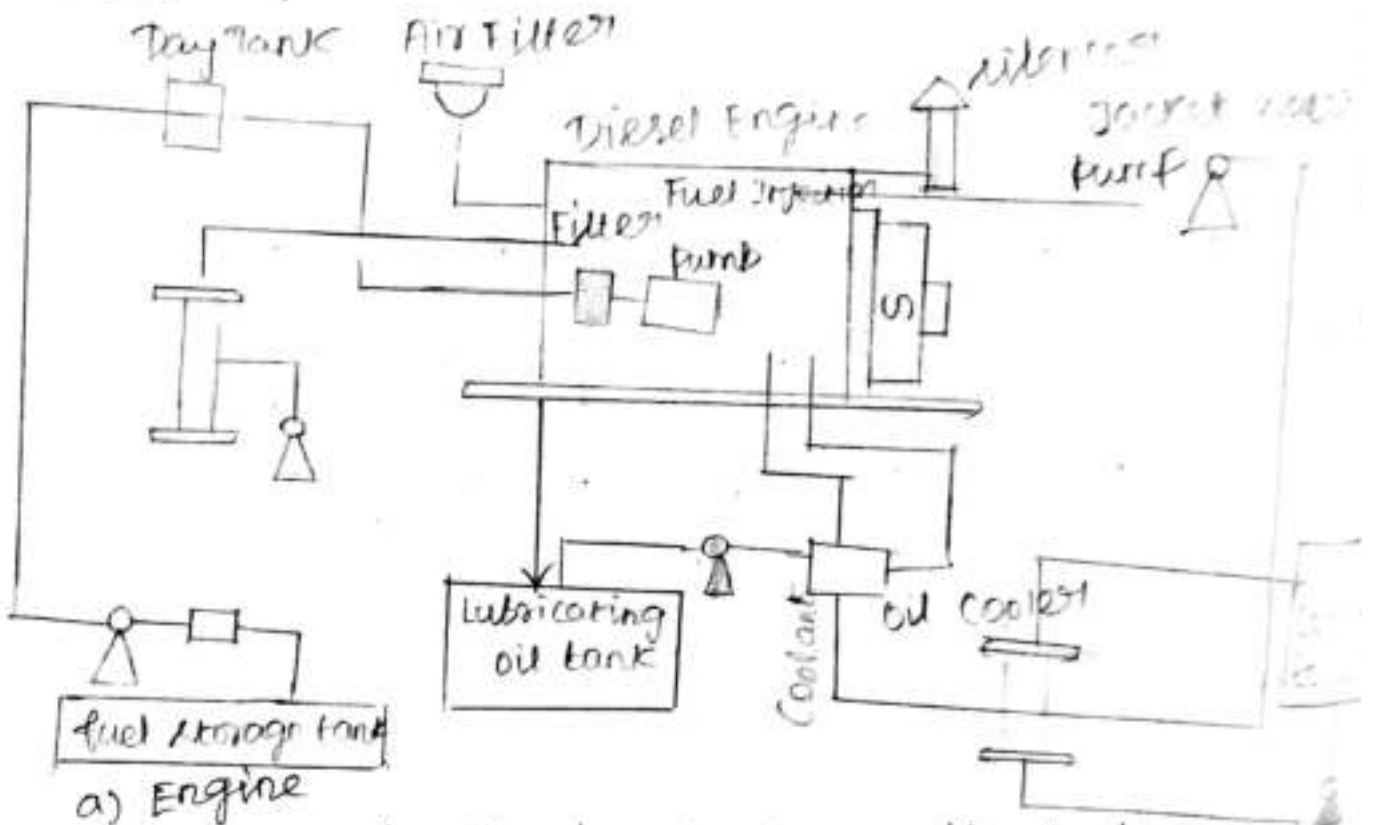 Day Tank
Air Filter
Diesel Engine
Jacket
Fuel Injection
Filter
Pump
S
Lubricating
oil tank
Coolant
Oil Cooler
fuel storage tank
a) Engine